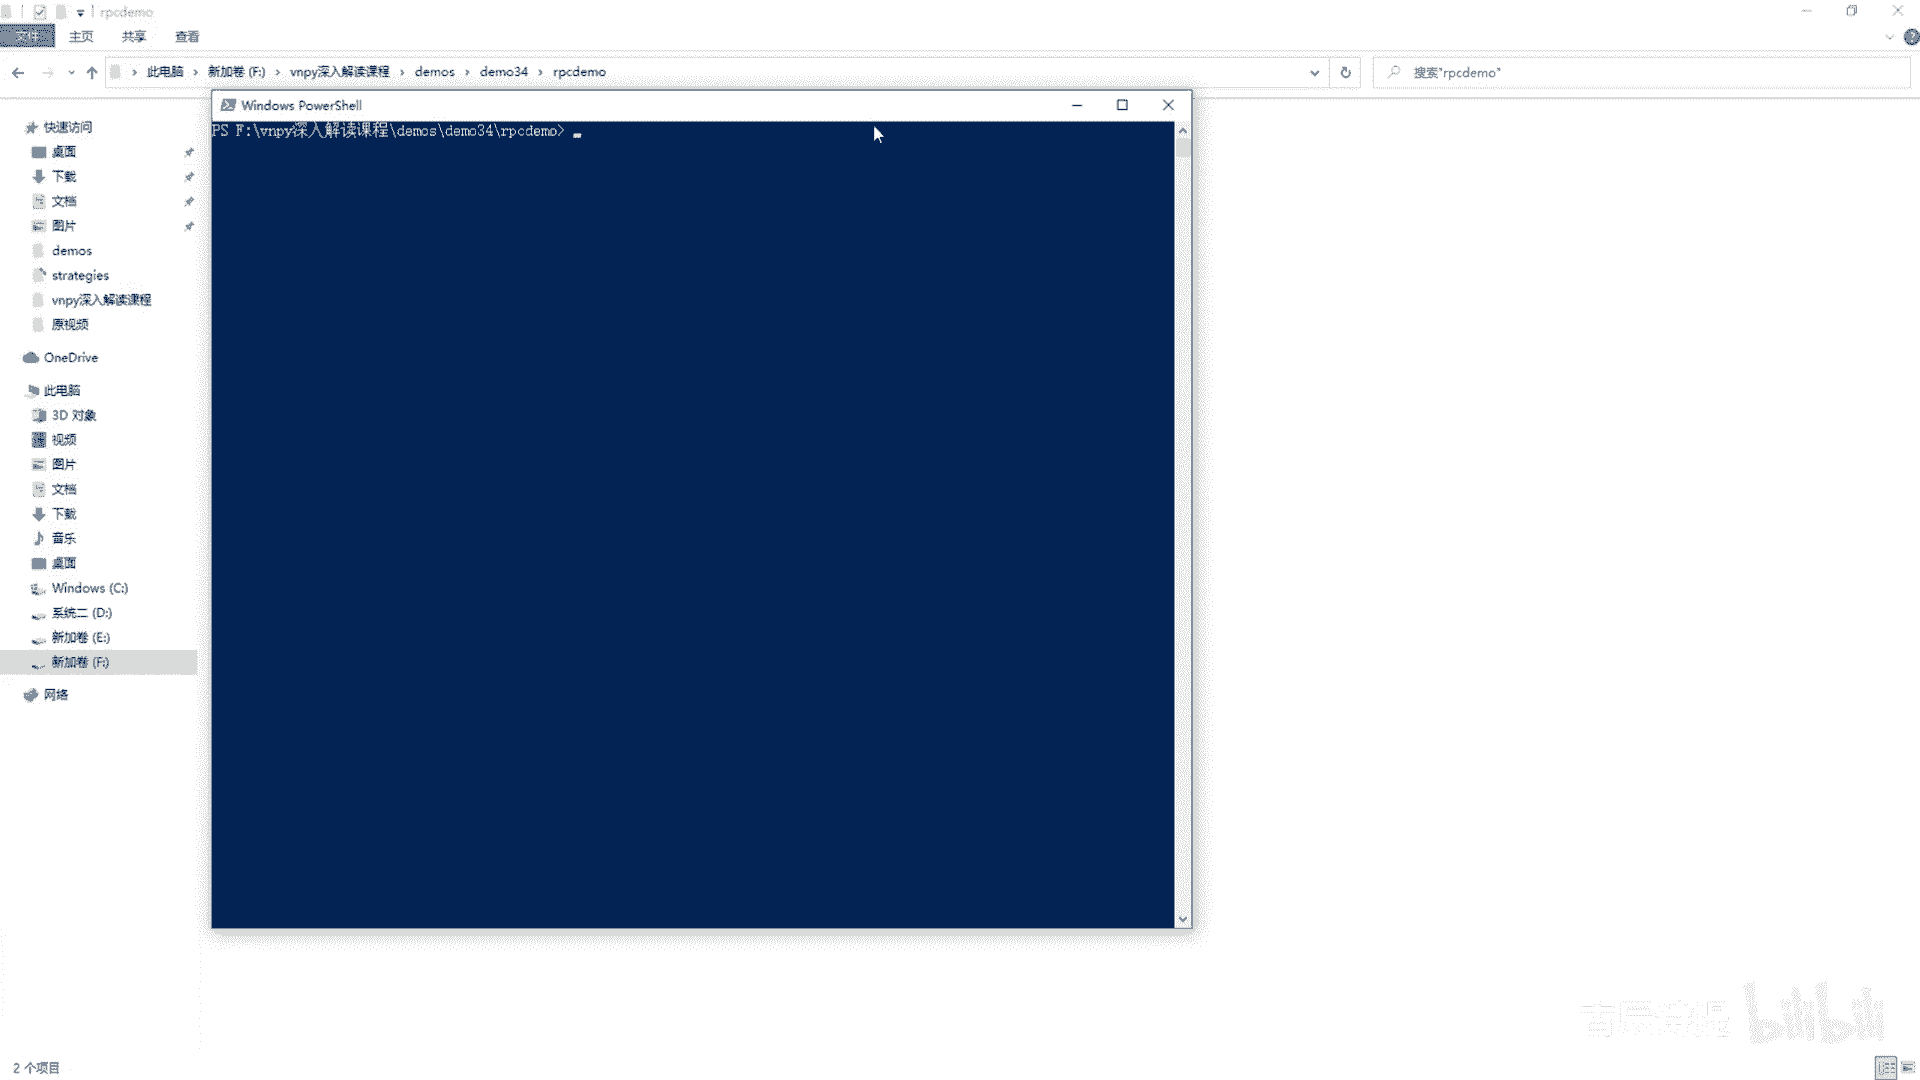 rpcdemo
文件 主页 共享 查看
此电脑 新加卷 (F:) vnpy深入解读课程 demos demo34 rpcdemo
搜索"rpcdemo"
Windows PowerShell
PS F:\vnpy深入解读课程\demos\demo34\rpcdemo> _
快速访问
桌面
下载
文档
图片
demos
strategies
vnpy深入解读课程
原视频
OneDrive
此电脑
3D 对象
视频
图片
文档
下载
音乐
桌面
Windows (C:)
系统二 (D:)
新加卷 (E:)
新加卷 (F:)
网络
bilibili
2 个项目